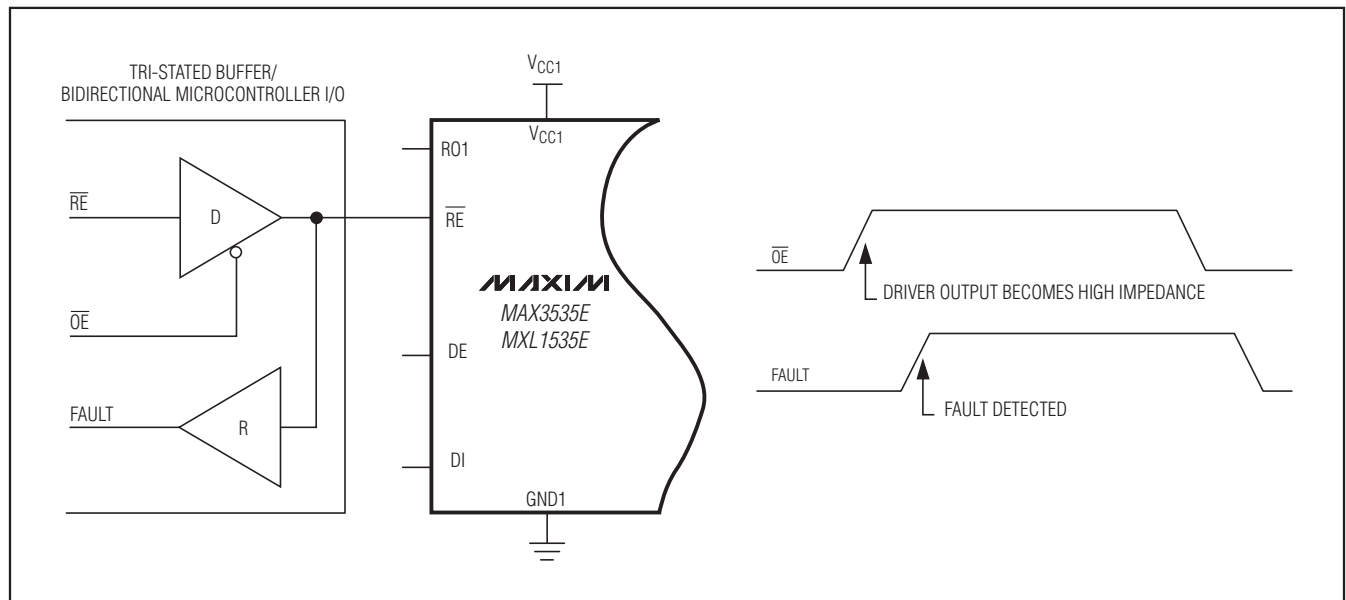 TRI-STATED BUFFER/
BIDIRECTIONAL MICROCONTROLLER I/O
RE
D
OE
FAULT
R
VCC1
VCC1
RO1
RE
MAXIM
MAX3535E
MXL1535E
DE
DI
GND1
OE
DRIVER OUTPUT BECOMES HIGH IMPEDANCE
FAULT
FAULT DETECTED